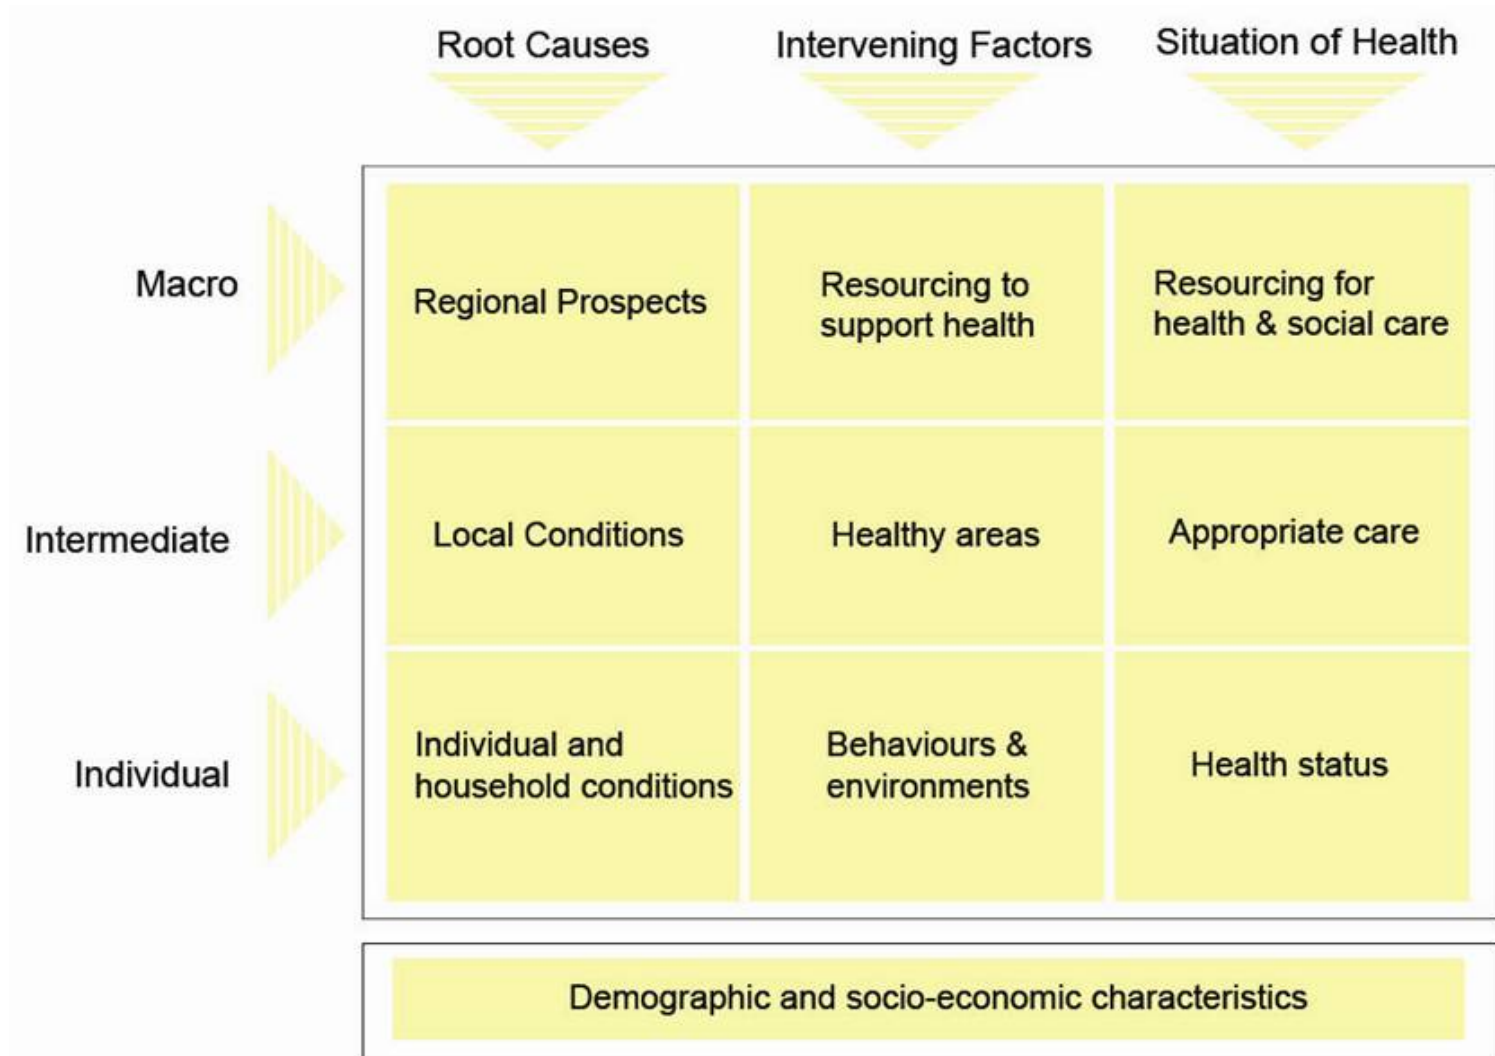 Root Causes
Intervening Factors
Situation of Health
Macro
Regional Prospects
Resourcing to
support health
Resourcing for
health & social care
Intermediate
Local Conditions
Healthy areas
Appropriate care
Individual
Individual and
household conditions
Behaviours &
environments
Health status
Demographic and socio-economic characteristics